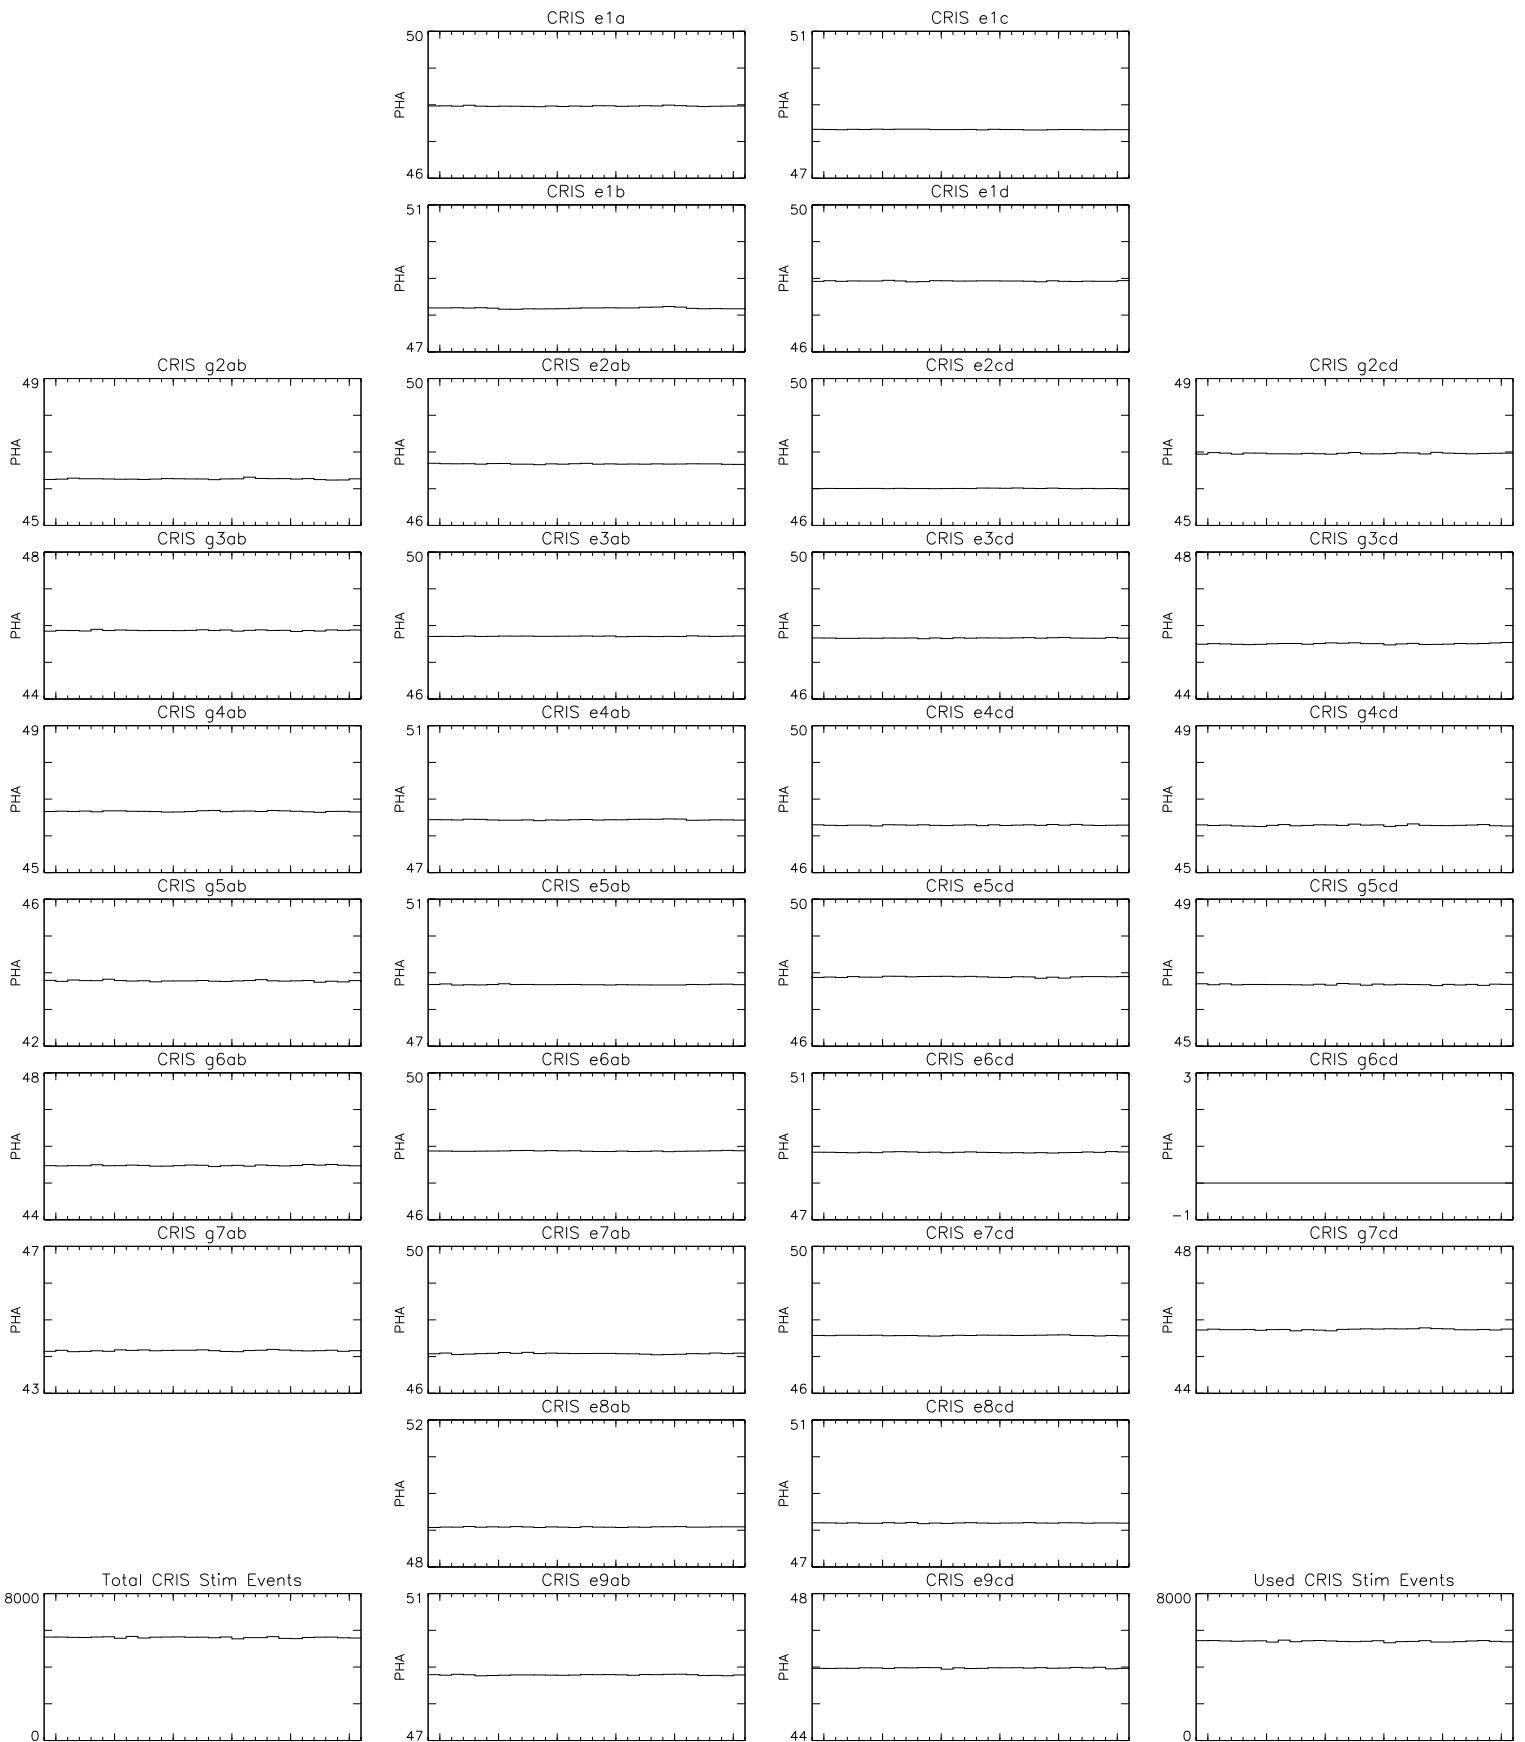 CRIS e1a
CRIS e1c
50
PHA
46
51
PHA
47
CRIS e1b
CRIS e1d
51
PHA
47
50
PHA
46
CRIS g2ab
CRIS e2ab
CRIS e2cd
CRIS g2cd
49
PHA
45
50
PHA
46
50
PHA
46
49
PHA
45
CRIS g3ab
CRIS e3ab
CRIS e3cd
CRIS g3cd
48
PHA
44
50
PHA
46
50
PHA
46
48
PHA
44
CRIS g4ab
CRIS e4ab
CRIS e4cd
CRIS g4cd
49
PHA
45
51
PHA
47
50
PHA
46
49
PHA
45
CRIS g5ab
CRIS e5ab
CRIS e5cd
CRIS g5cd
46
PHA
42
51
PHA
47
50
PHA
46
49
PHA
45
CRIS g6ab
CRIS e6ab
CRIS e6cd
CRIS g6cd
48
PHA
44
50
PHA
46
51
PHA
47
3
PHA
-1
CRIS g7ab
CRIS e7ab
CRIS e7cd
CRIS g7cd
47
PHA
43
50
PHA
46
50
PHA
46
48
PHA
44
CRIS e8ab
CRIS e8cd
52
PHA
48
51
PHA
47
Total CRIS Stim Events
CRIS e9ab
CRIS e9cd
Used CRIS Stim Events
8000
0
51
PHA
47
48
PHA
44
8000
0